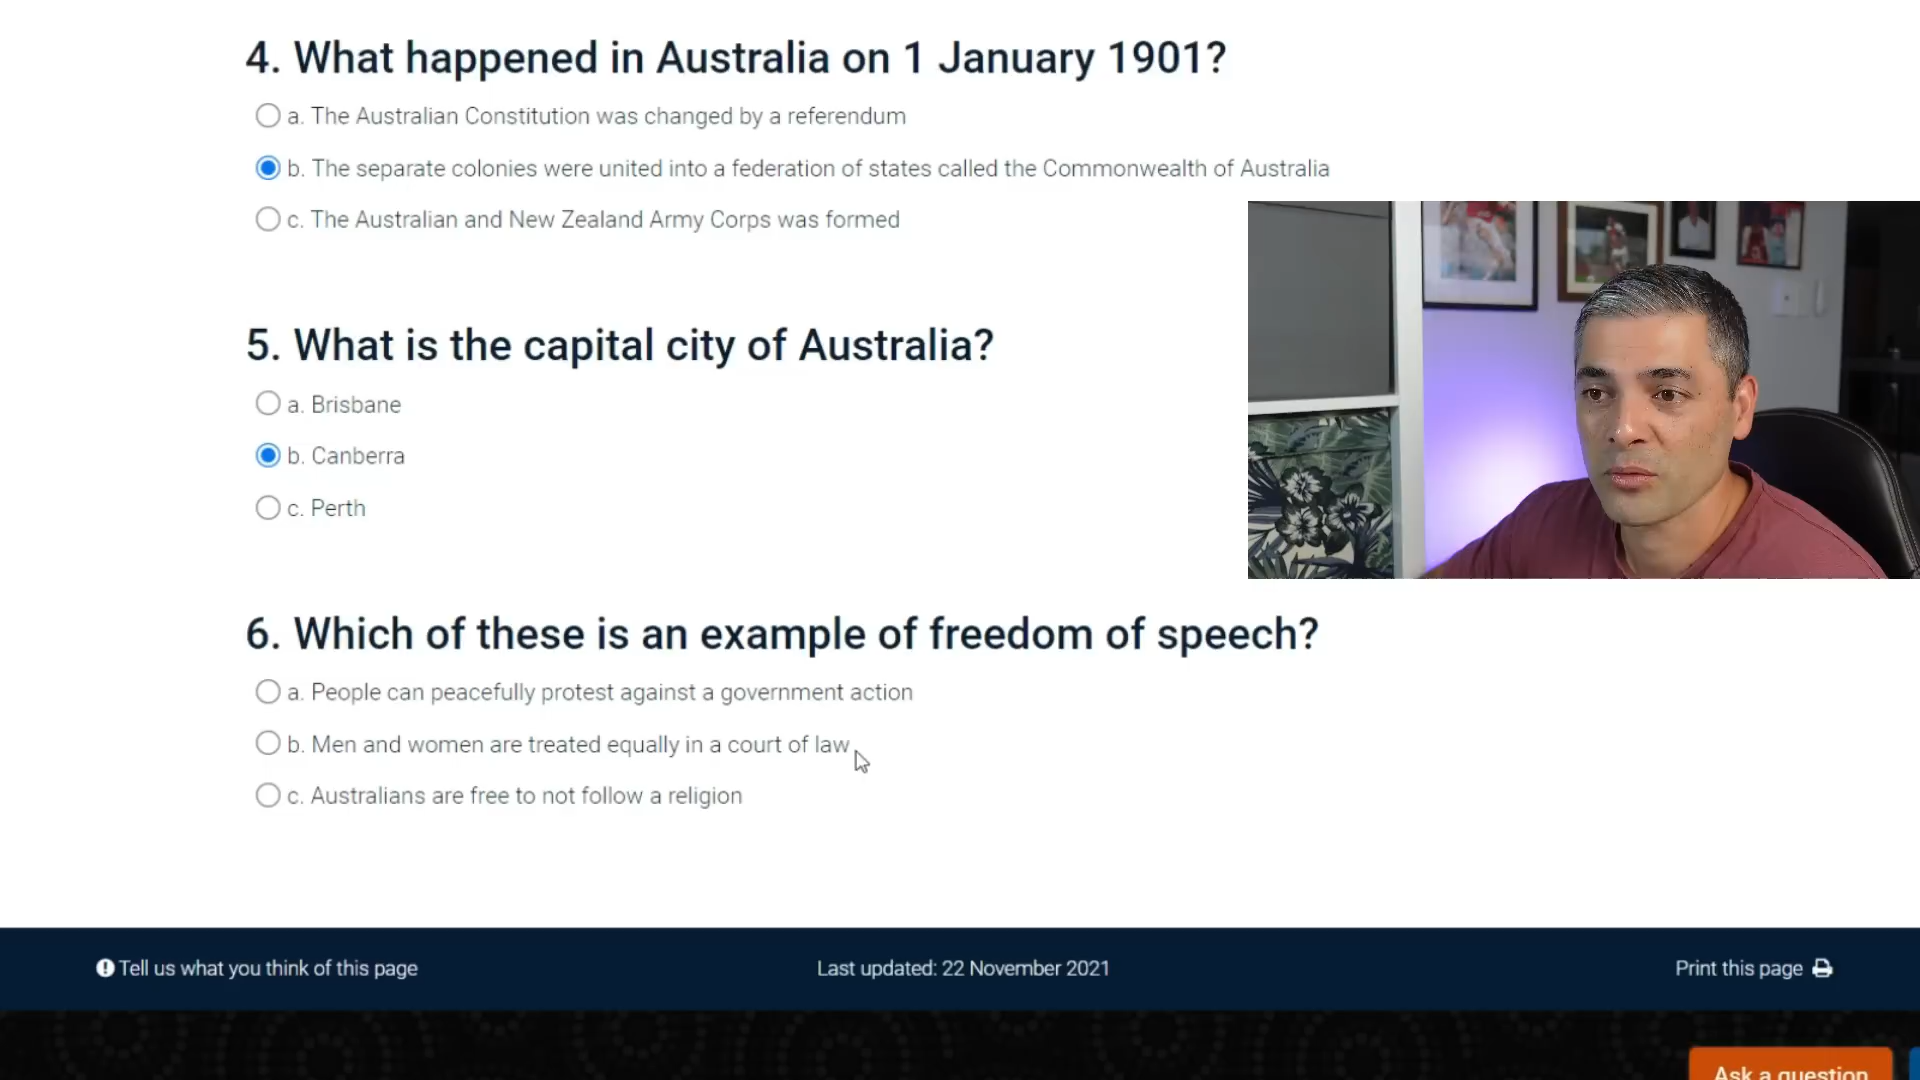 4. What happened in Australia on 1 January 1901?
a. The Australian Constitution was changed by a referendum
b. The separate colonies were united into a federation of states called the Commonwealth of Australia
c. The Australian and New Zealand Army Corps was formed
5. What is the capital city of Australia?
a. Brisbane
b. Canberra
c. Perth
6. Which of these is an example of freedom of speech?
a. People can peacefully protest against a government action
b. Men and women are treated equally in a court of law
c. Australians are free to not follow a religion
Tell us what you think of this page
Last updated: 22 November 2021
Print this page
Ask a question